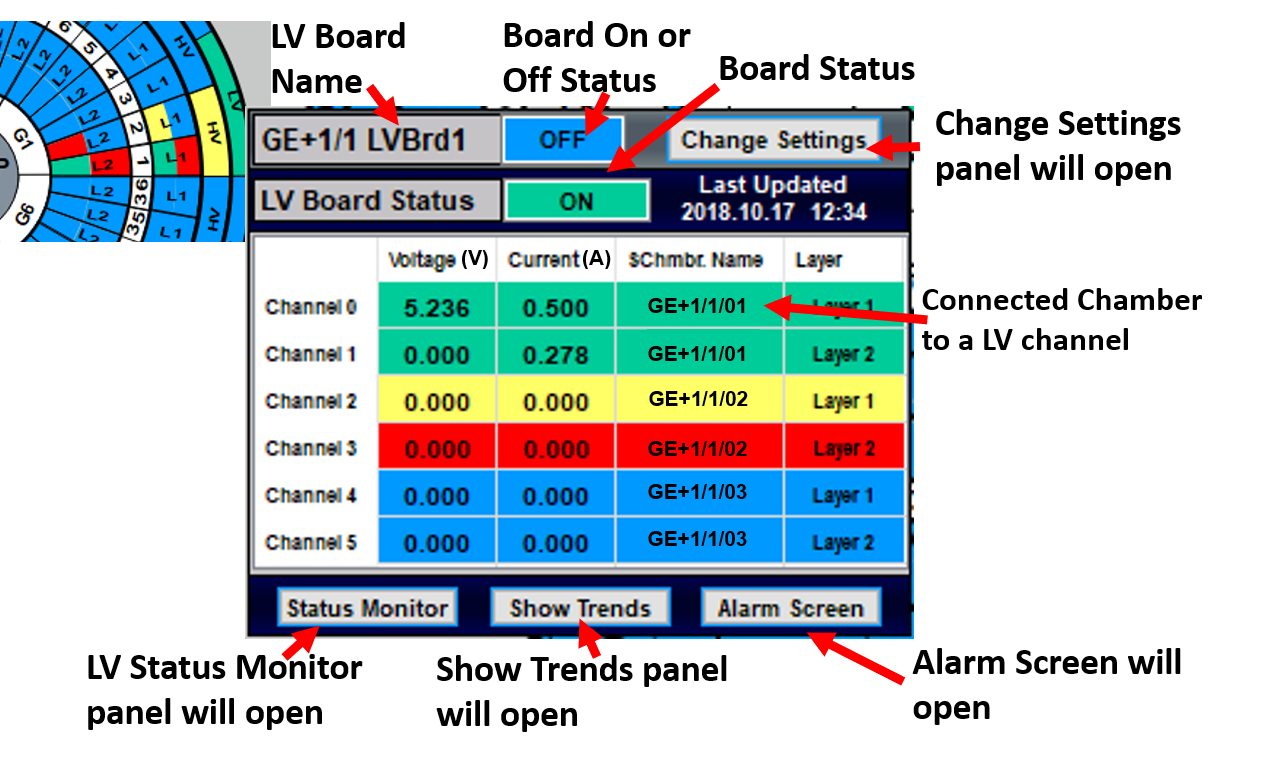 LV Board
Name
Board On or
Off Status
Board Status
Change Settings
panel will open
GE+1/1 LVBrd1
OFF
Change Settings
LV Board Status
ON
Last Updated
2018.10.17 12:34
Voltage (V) Current (A) $Chmbr. Name Layer
Channel 0 5.236 0.500 GE+1/1/01 Layer 1
Channel 1 0.000 0.278 GE+1/1/01 Layer 2
Channel 2 0.000 0.000 GE+1/1/02 Layer 1
Channel 3 0.000 0.000 GE+1/1/02 Layer 2
Channel 4 0.000 0.000 GE+1/1/03 Layer 1
Channel 5 0.000 0.000 GE+1/1/03 Layer 2
Connected Chamber
to a LV channel
Status Monitor
Show Trends
Alarm Screen
LV Status Monitor
panel will open
Show Trends panel
will open
Alarm Screen will
open
6
5
4
3
2
1
36
35
L2
L2
L2
L2
L2
L2
L2
L2
L2
L2
L1
L1
L1
L1
L1
L1
HV
HV
HV
LV
G1
G6